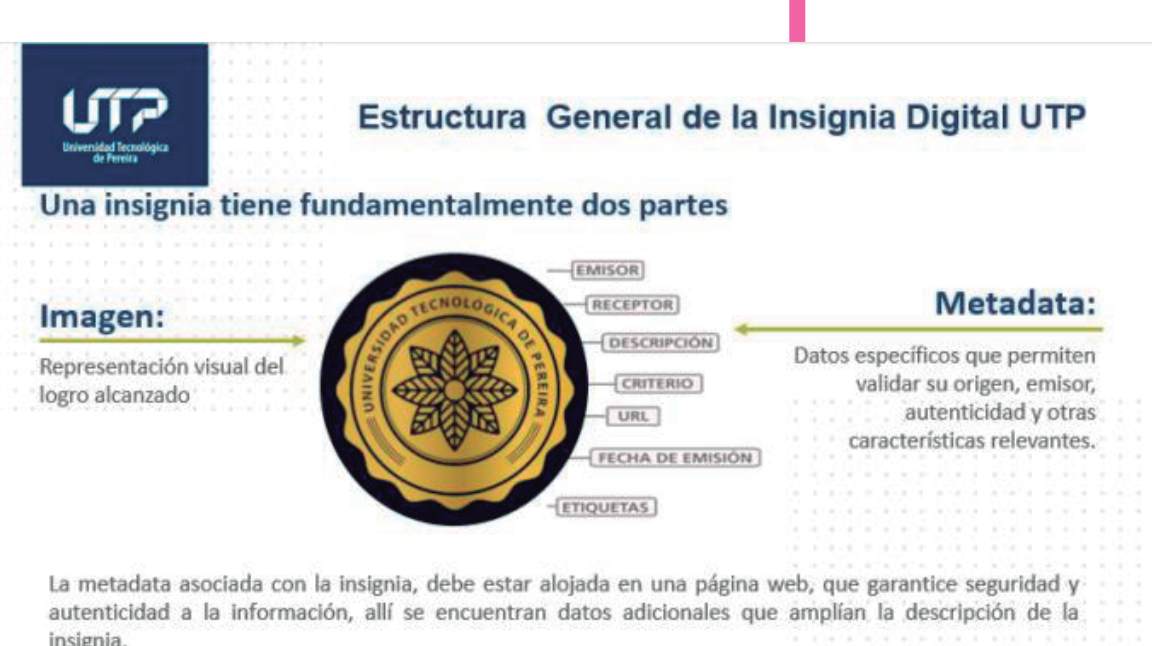 UTP
Universidad Tecnológica
de Pereira
Estructura General de la Insignia Digital UTP
Una insignia tiene fundamentalmente dos partes
Imagen:
Representación visual del
logro alcanzado
UNIVERSIDAD TECNOLÓGICA DE PEREIRA
EMISOR
RECEPTOR
DESCRIPCIÓN
CRITERIO
URL
FECHA DE EMISIÓN
ETIQUETAS
Metadata:
Datos específicos que permiten
validar su origen, emisor,
autenticidad y otras
características relevantes.
La metadata asociada con la insignia, debe estar alojada en una página web, que garantice seguridad y
autenticidad a la información, allí se encuentran datos adicionales que amplían la descripción de la
insignia.